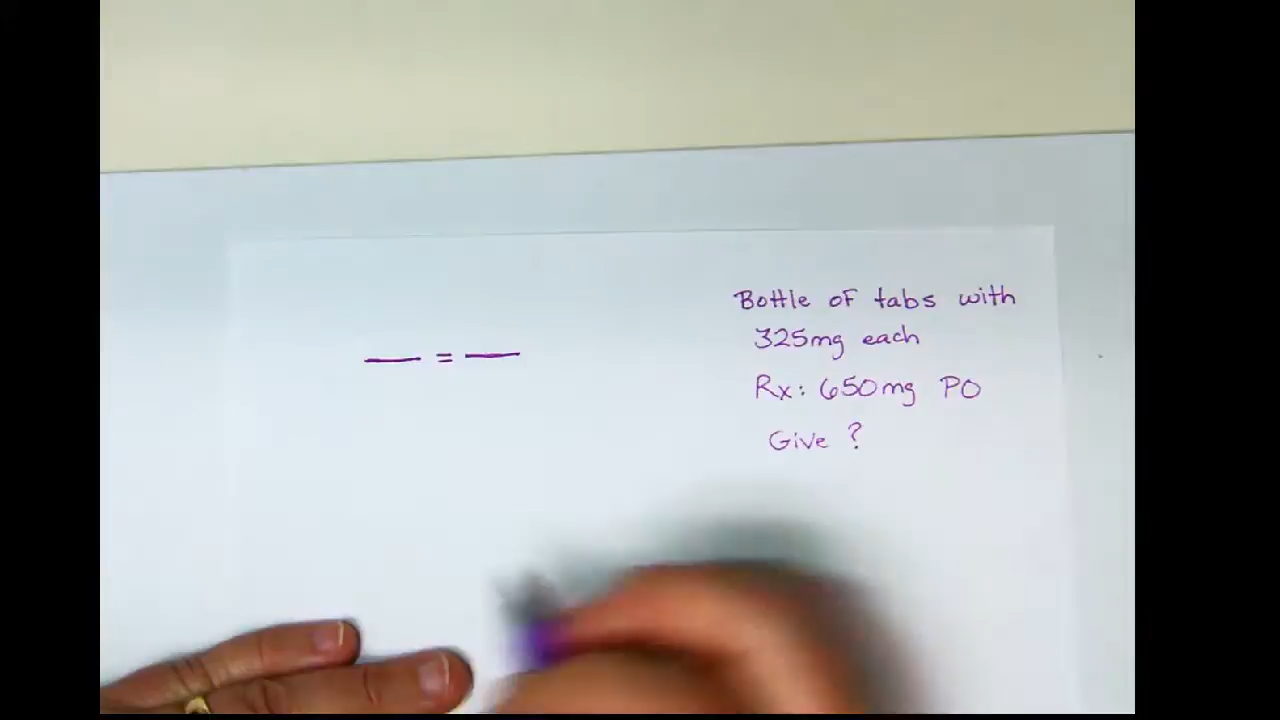 Bottle of tabs with
325mg each
— = —
Rx: 650mg PO
Give ?